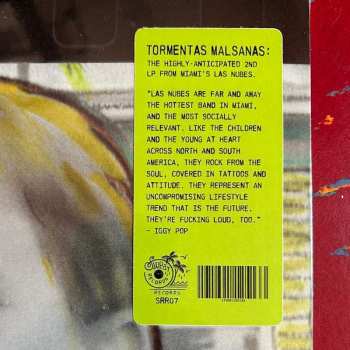 TORMENTAS MALSANAS:
THE HIGHLY-ANTICIPATED 2ND
LP FROM MIAMI'S LAS NUBES.
"LAS NUBES ARE FAR AND AWAY
THE HOTTEST BAND IN MIAMI,
AND THE MOST SOCIALLY
RELEVANT. LIKE THE CHILDREN
AND THE YOUNG AT HEART
ACROSS NORTH AND SOUTH
AMERICA, THEY ROCK FROM THE
SOUL, COVERED IN TATTOOS AND
ATTITUDE. THEY REPRESENT AN
UNCOMPROMISING LIFESTYLE
TREND THAT IS THE FUTURE.
THEY'RE FUCKING LOUD, TOO."
- IGGY POP
RECORDS
SRR07